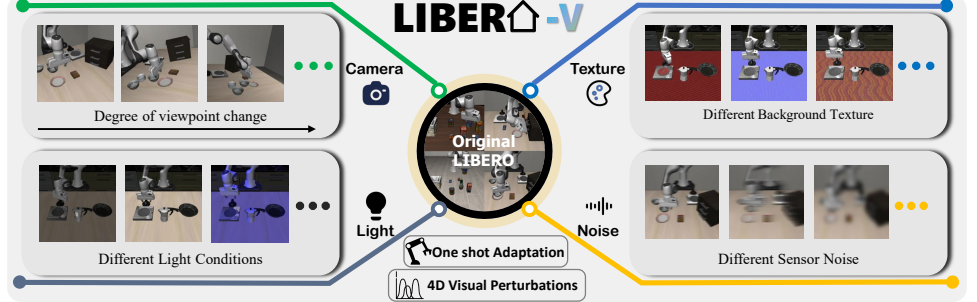 LIBERO-V
Camera
Texture
Degree of viewpoint change
Different Background Texture
Original
LIBERO
Light
Noise
Different Light Conditions
Different Sensor Noise
One shot Adaptation
4D Visual Perturbations